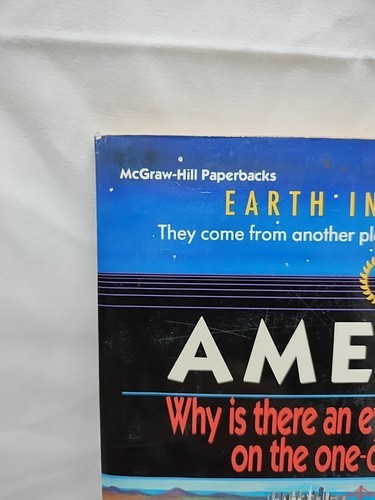 McGraw-Hill Paperbacks
EARTH IN
They come from another pl
AME
Why is there an e
on the one-